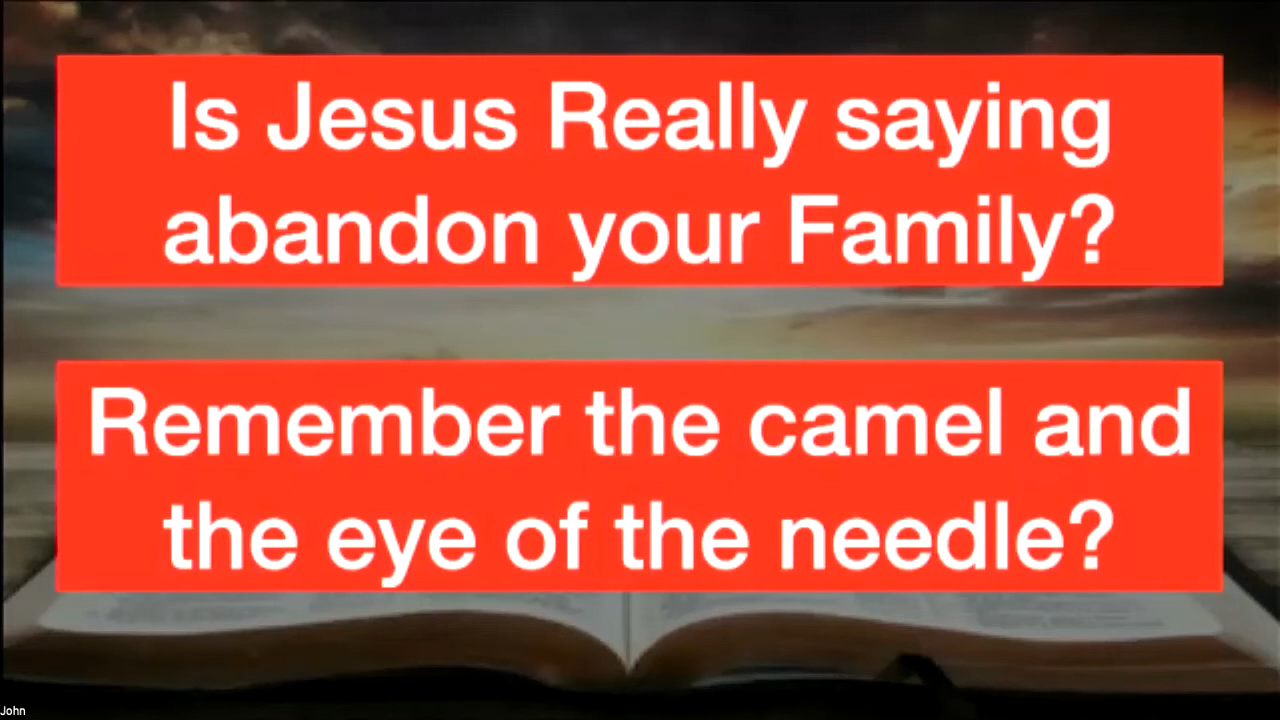 Is Jesus Really saying
abandon your Family?
Remember the camel and
the eye of the needle?
John